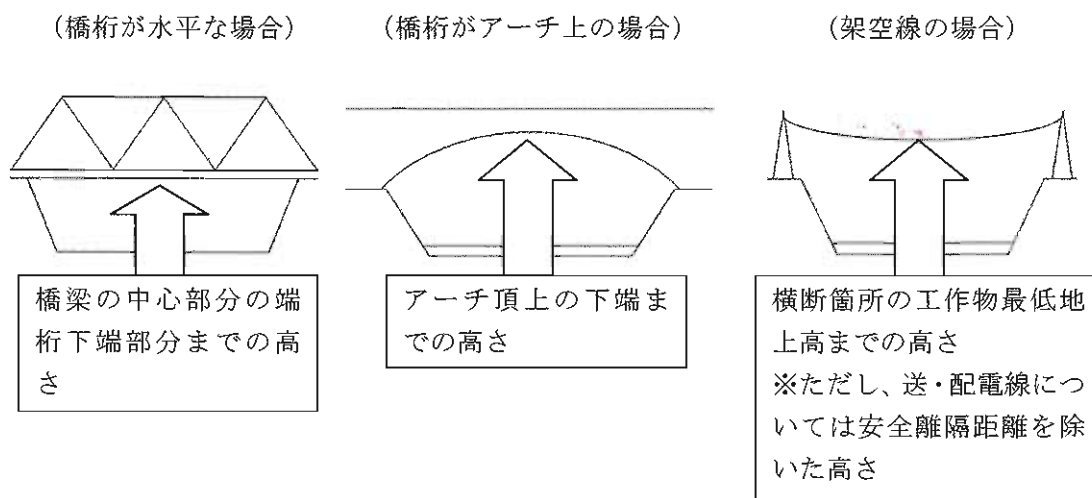 (橋桁が水平な場合)
(橋桁がアーチ上の場合)
(架空線の場合)
橋梁の中心部分の端
桁下端部分までの高
さ
アーチ頂上の下端ま
での高さ
横断箇所の工作物最低地
上高までの高さ
※ただし、送・配電線につ
いては安全離隔距離を除
いた高さ